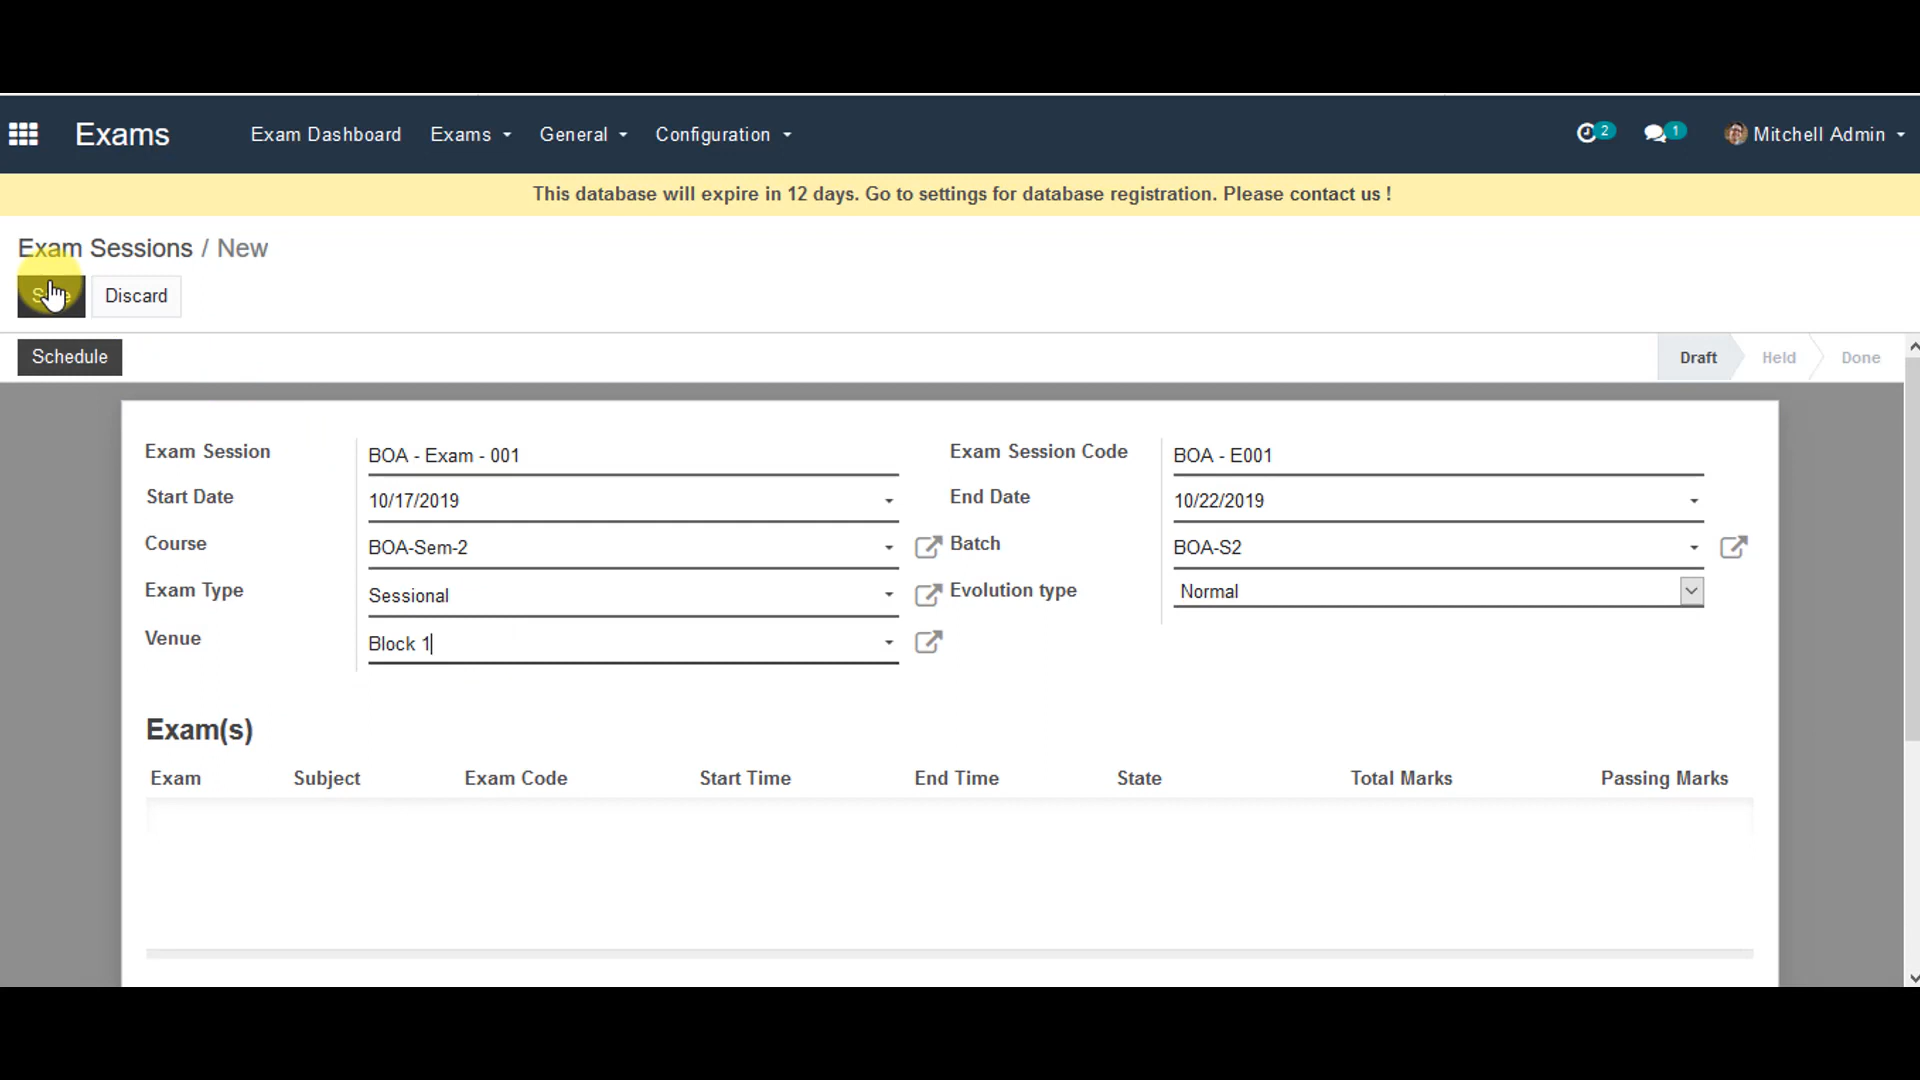 Exams Exam Dashboard Exams General Configuration 2 1 Mitchell Admin
This database will expire in 12 days. Go to settings for database registration. Please contact us !
Exam Sessions / New
Discard
Schedule Draft Held Done
Exam Session BOA - Exam - 001 Exam Session Code BOA - E001
Start Date 10/17/2019 End Date 10/22/2019
Course BOA-Sem-2 Batch BOA-S2
Exam Type Sessional Evolution type Normal
Venue Block 1
Exam(s)
Exam Subject Exam Code Start Time End Time State Total Marks Passing Marks